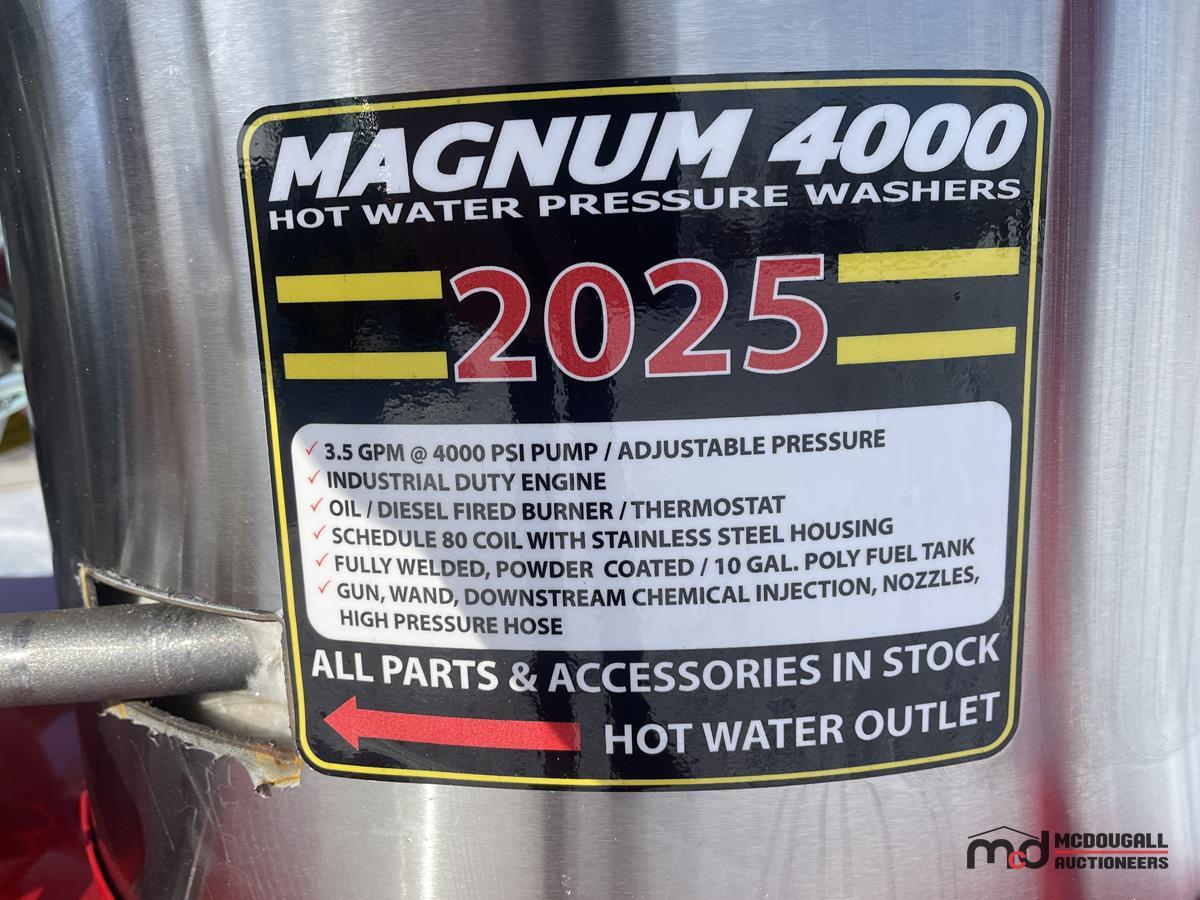 MAGNUM 4000
HOT WATER PRESSURE WASHERS
2025
✓ 3.5 GPM @ 4000 PSI PUMP / ADJUSTABLE PRESSURE
✓ INDUSTRIAL DUTY ENGINE
✓ OIL / DIESEL FIRED BURNER / THERMOSTAT
✓ SCHEDULE 80 COIL WITH STAINLESS STEEL HOUSING
✓ FULLY WELDED, POWDER COATED / 10 GAL. POLY FUEL TANK
✓ GUN, WAND, DOWNSTREAM CHEMICAL INJECTION, NOZZLES,
HIGH PRESSURE HOSE
ALL PARTS & ACCESSORIES IN STOCK
HOT WATER OUTLET
mcd MCDOUGALL
AUCTIONEERS